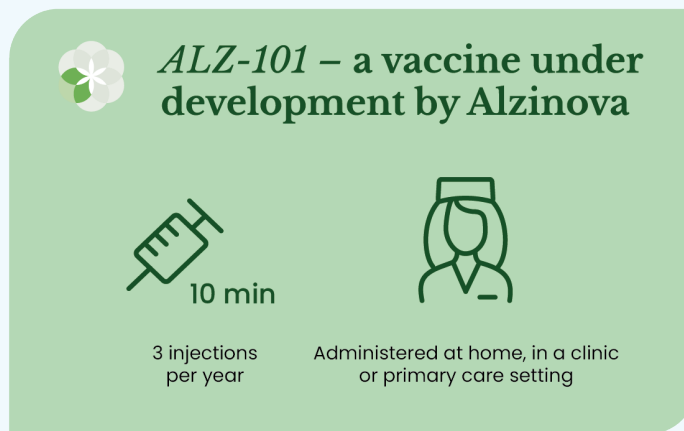 ALZ-101 – a vaccine under
development by Alzinova
10 min
3 injections
per year
Administered at home, in a clinic
or primary care setting